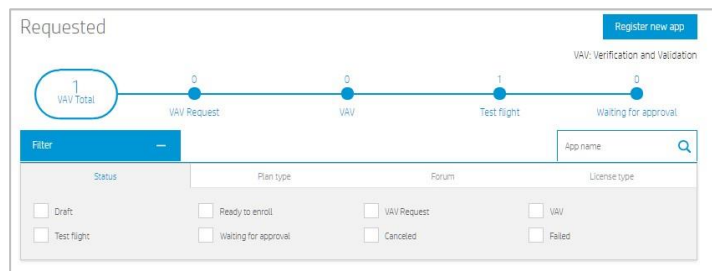 Requested
Register new app
VAV: Verification and Validation
1
VAV Total
0
VAV Request
0
VAV
1
Test flight
0
Waiting for approval
Filter
App name
Status
Plan type
Forum
License type
Draft
Ready to enroll
VAV Request
VAV
Test flight
Waiting for approval
Canceled
Failed